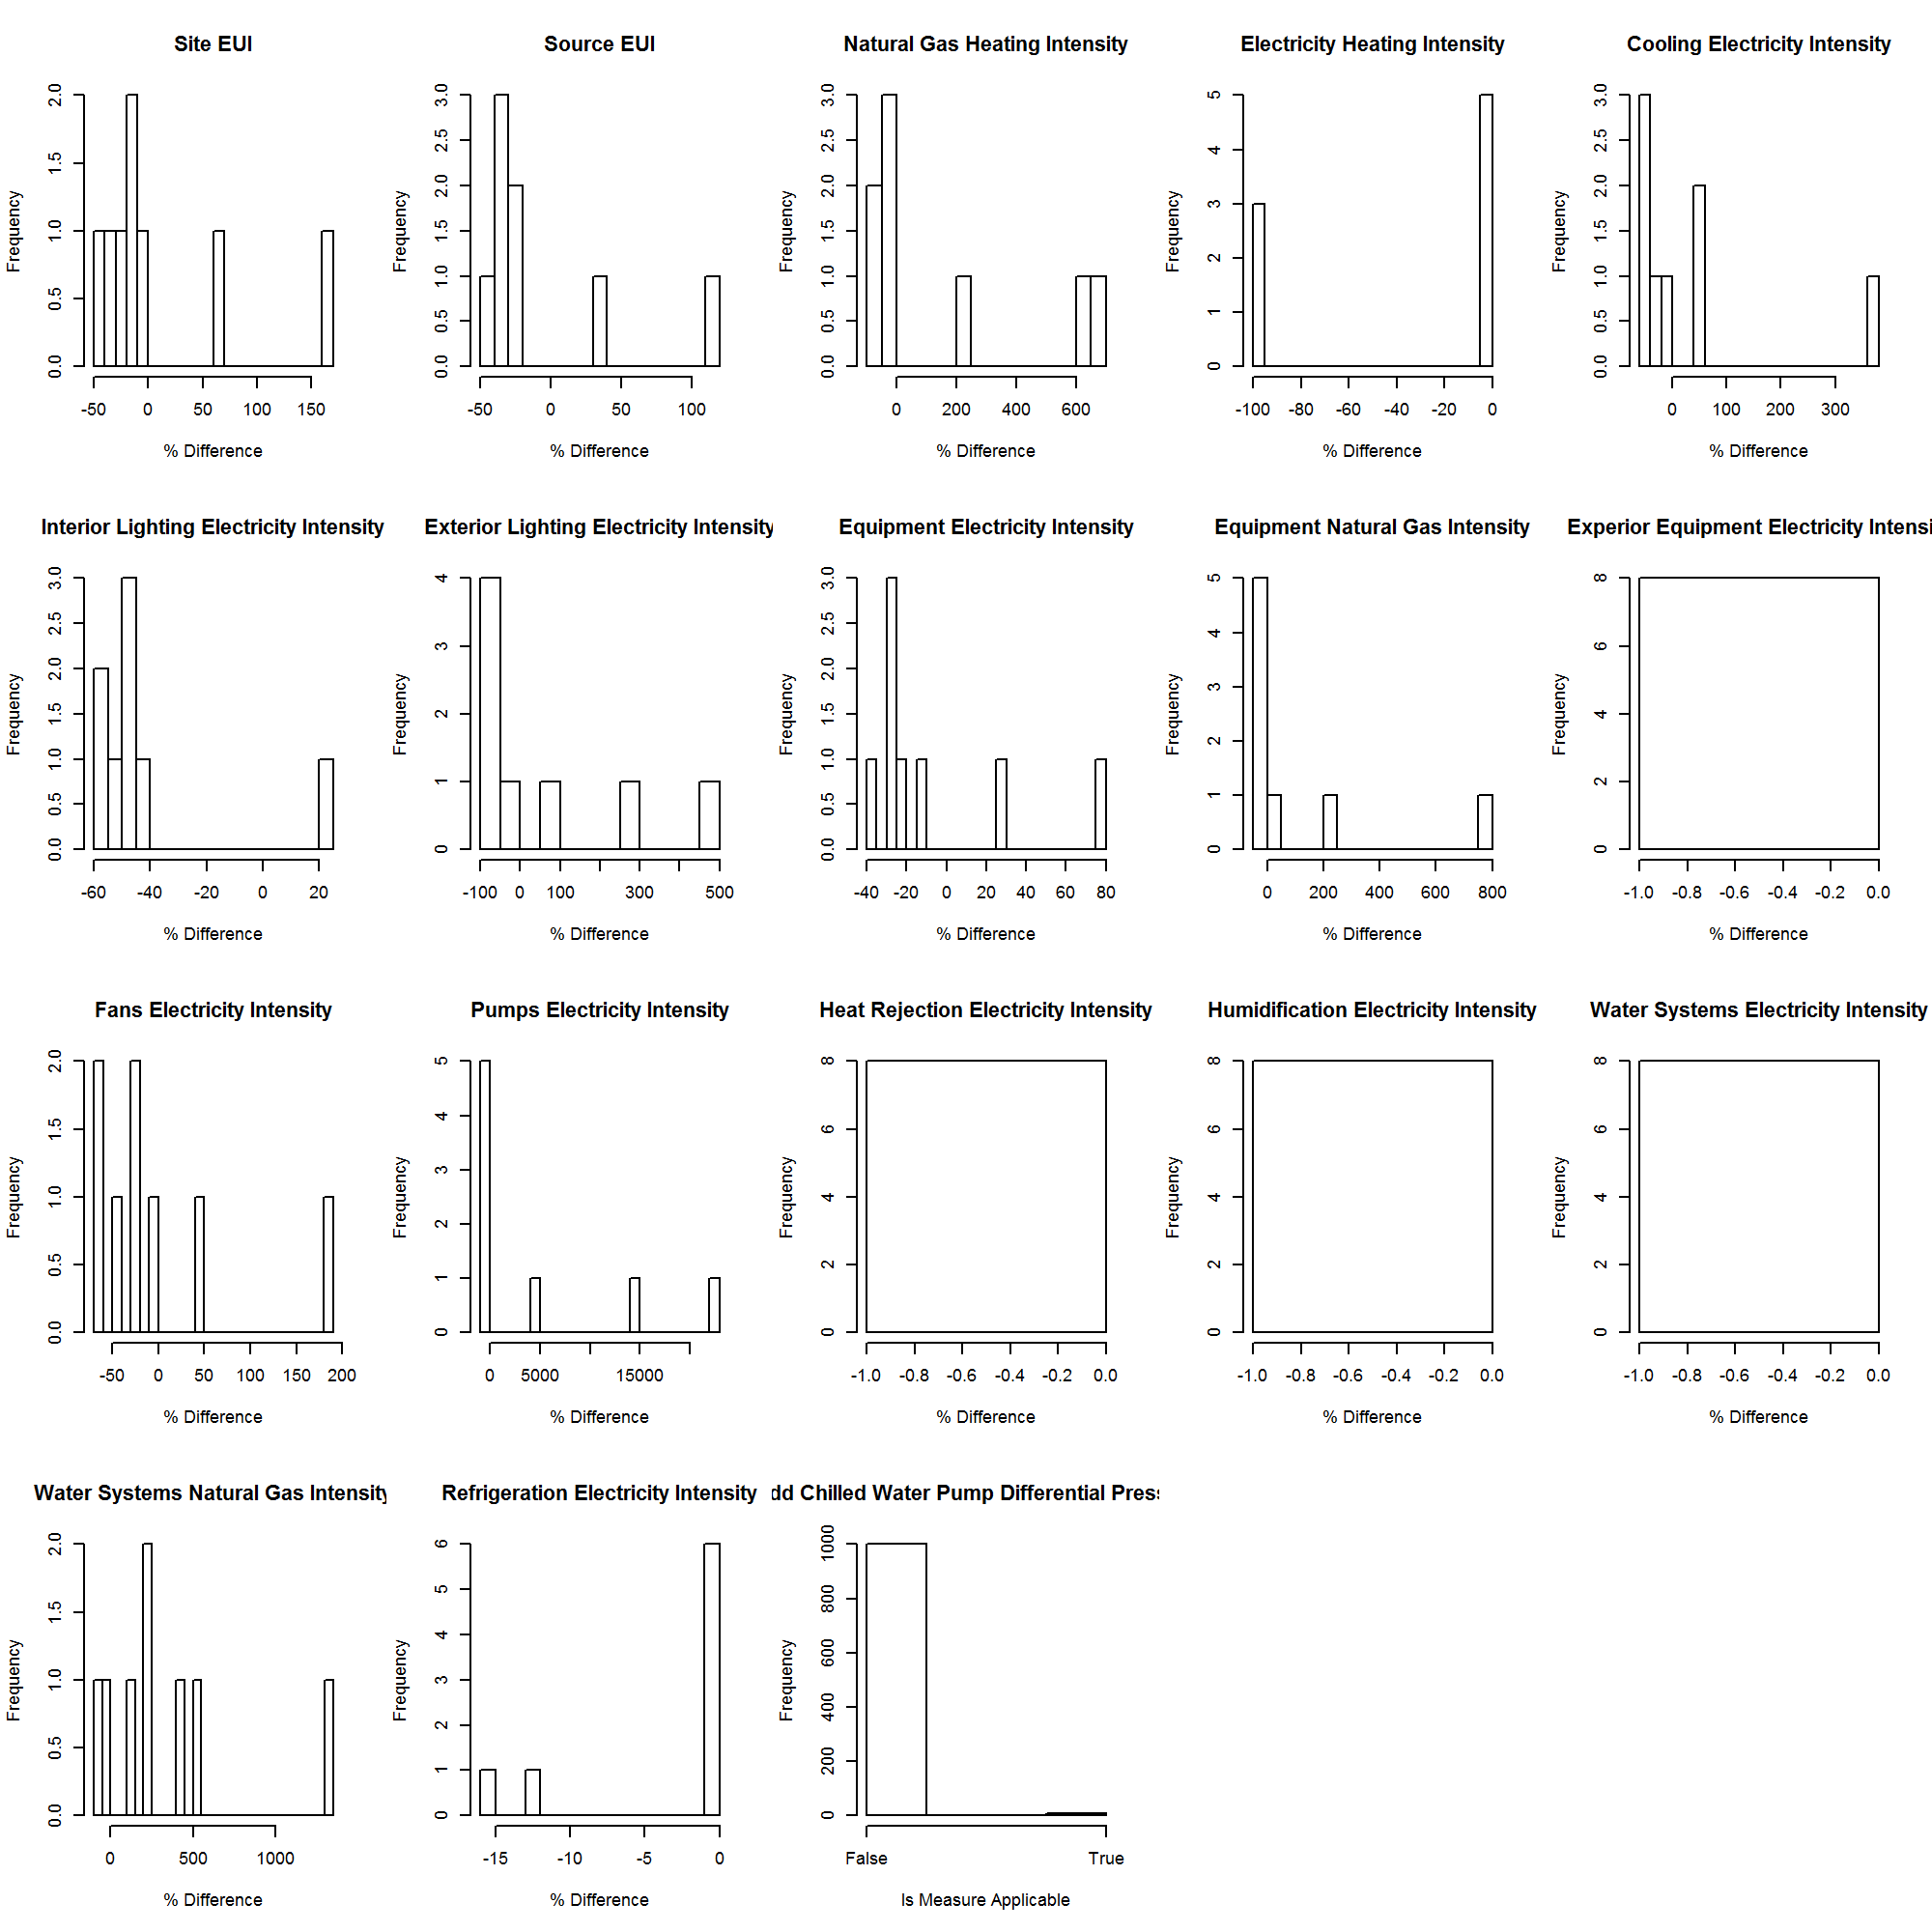 Site EUI
Frequency
0.0 0.5 1.0 1.5 2.0
-50 0 50 100 150
% Difference
Source EUI
Frequency
0.0 0.5 1.0 1.5 2.0 2.5 3.0
-50 0 50 100
% Difference
Natural Gas Heating Intensity
Frequency
0.0 0.5 1.0 1.5 2.0 2.5 3.0
0 200 400 600
% Difference
Electricity Heating Intensity
Frequency
0 1 2 3 4 5
-100 -80 -60 -40 -20 0
% Difference
Cooling Electricity Intensity
Frequency
0.0 0.5 1.0 1.5 2.0 2.5 3.0
0 100 200 300
% Difference
Interior Lighting Electricity Intensity
Frequency
0.0 0.5 1.0 1.5 2.0 2.5 3.0
-60 -40 -20 0 20
% Difference
Exterior Lighting Electricity Intensity
Frequency
0 1 2 3 4
-100 0 100 300 500
% Difference
Equipment Electricity Intensity
Frequency
0.0 0.5 1.0 1.5 2.0 2.5 3.0
-40 -20 0 20 40 60 80
% Difference
Equipment Natural Gas Intensity
Frequency
0 1 2 3 4 5
0 200 400 600 800
% Difference
Experior Equipment Electricity Intensi
Frequency
0 2 4 6 8
-1.0 -0.8 -0.6 -0.4 -0.2 0.0
% Difference
Fans Electricity Intensity
Frequency
0.0 0.5 1.0 1.5 2.0
-50 0 50 100 150 200
% Difference
Pumps Electricity Intensity
Frequency
0 1 2 3 4 5
0 5000 15000
% Difference
Heat Rejection Electricity Intensity
Frequency
0 2 4 6 8
-1.0 -0.8 -0.6 -0.4 -0.2 0.0
% Difference
Humidification Electricity Intensity
Frequency
0 2 4 6 8
-1.0 -0.8 -0.6 -0.4 -0.2 0.0
% Difference
Water Systems Electricity Intensity
Frequency
0 2 4 6 8
-1.0 -0.8 -0.6 -0.4 -0.2 0.0
% Difference
Water Systems Natural Gas Intensity
Frequency
0.0 0.5 1.0 1.5 2.0
0 500 1000
% Difference
Refrigeration Electricity Intensity
Frequency
0 1 2 3 4 5 6
-15 -10 -5 0
% Difference
dd Chilled Water Pump Differential Press
Frequency
0 200 400 600 800 1000
False True
Is Measure Applicable